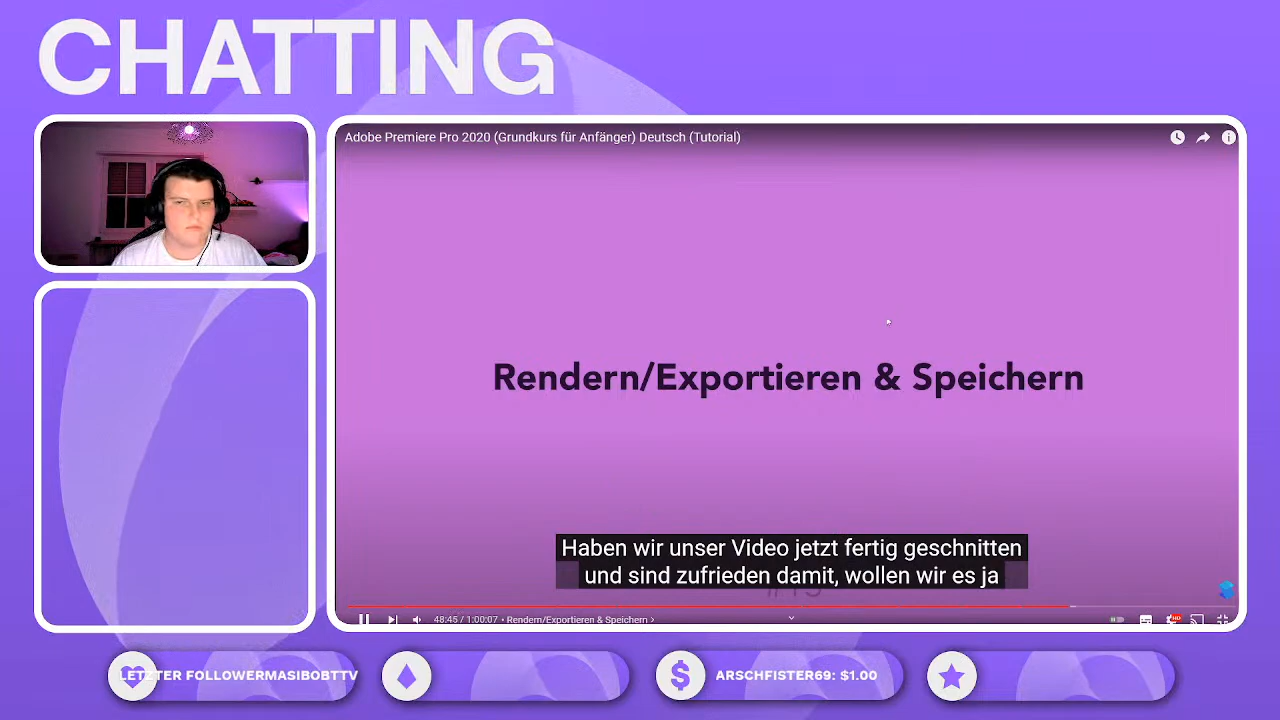 CHATTING
Adobe Premiere Pro 2020 (Grundkurs für Anfänger) Deutsch (Tutorial)
Rendern/Exportieren & Speichern
Haben wir unser Video jetzt fertig geschnitten
und sind zufrieden damit, wollen wir es ja
48:45 / 1:00:07 • Rendern/Exportieren & Speichern >
HD
LETZTER FOLLOWERMASIBOBTTV
ARSCHFISTER69: $1.00